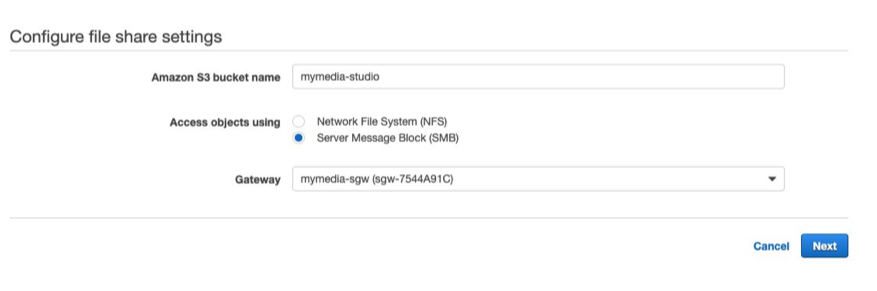 Configure file share settings
Amazon S3 bucket name mymedia-studio
Access objects using Network File System (NFS)
Server Message Block (SMB)
Gateway mymedia-sgw (sgw-7544A91C)
Cancel Next